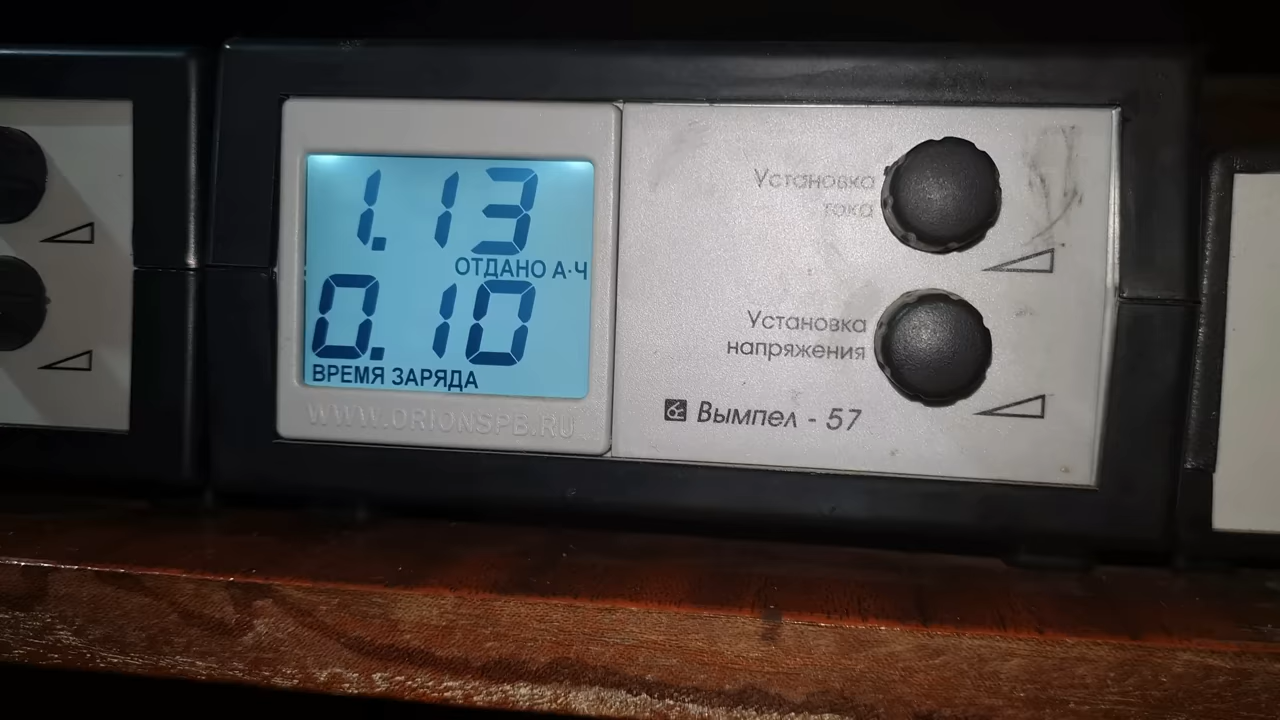 1.13
ОТДАНО А·Ч
0.10
ВРЕМЯ ЗАРЯДА
WWW.ORIONSPB.RU
Установка
тока
Установка
напряжения
Вымпел - 57